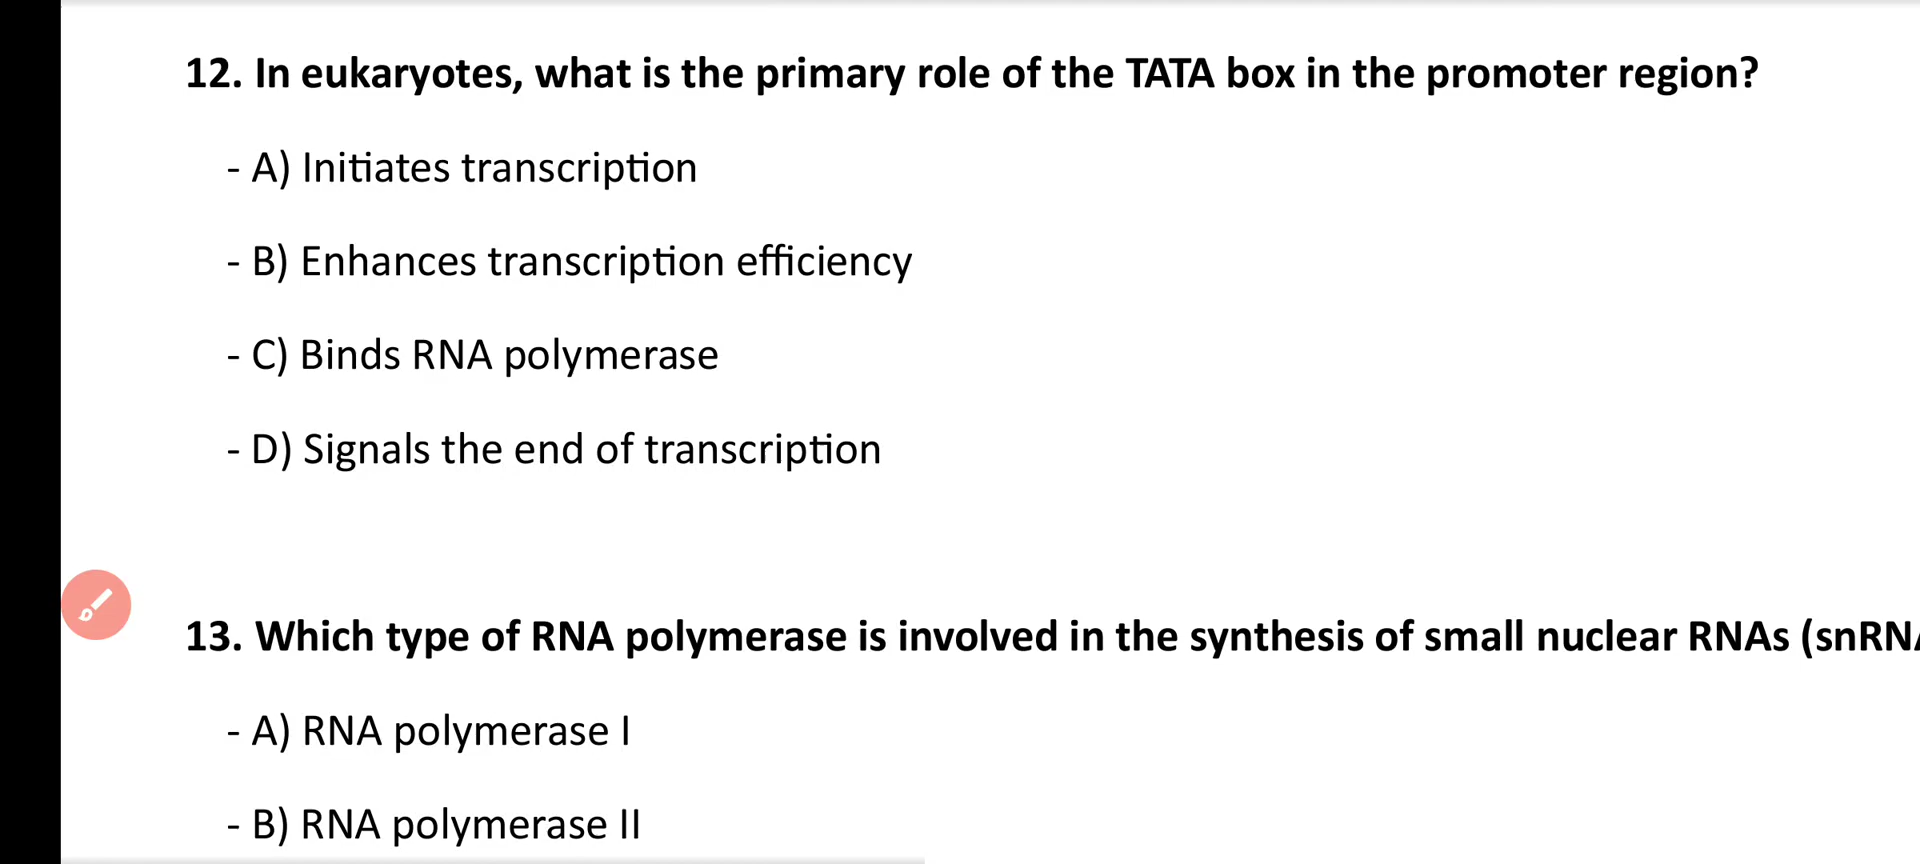 12. In eukaryotes, what is the primary role of the TATA box in the promoter region?
- A) Initiates transcription
- B) Enhances transcription efficiency
- C) Binds RNA polymerase
- D) Signals the end of transcription
13. Which type of RNA polymerase is involved in the synthesis of small nuclear RNAs (snRN
- A) RNA polymerase I
- B) RNA polymerase II